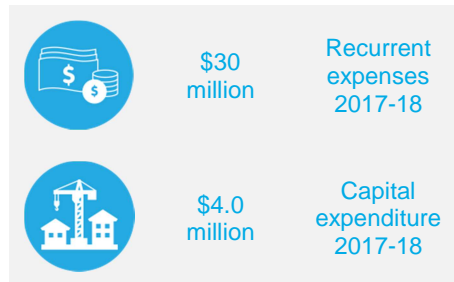 $
$
$30
million
Recurrent
expenses
2017-18
$4.0
million
Capital
expenditure
2017-18